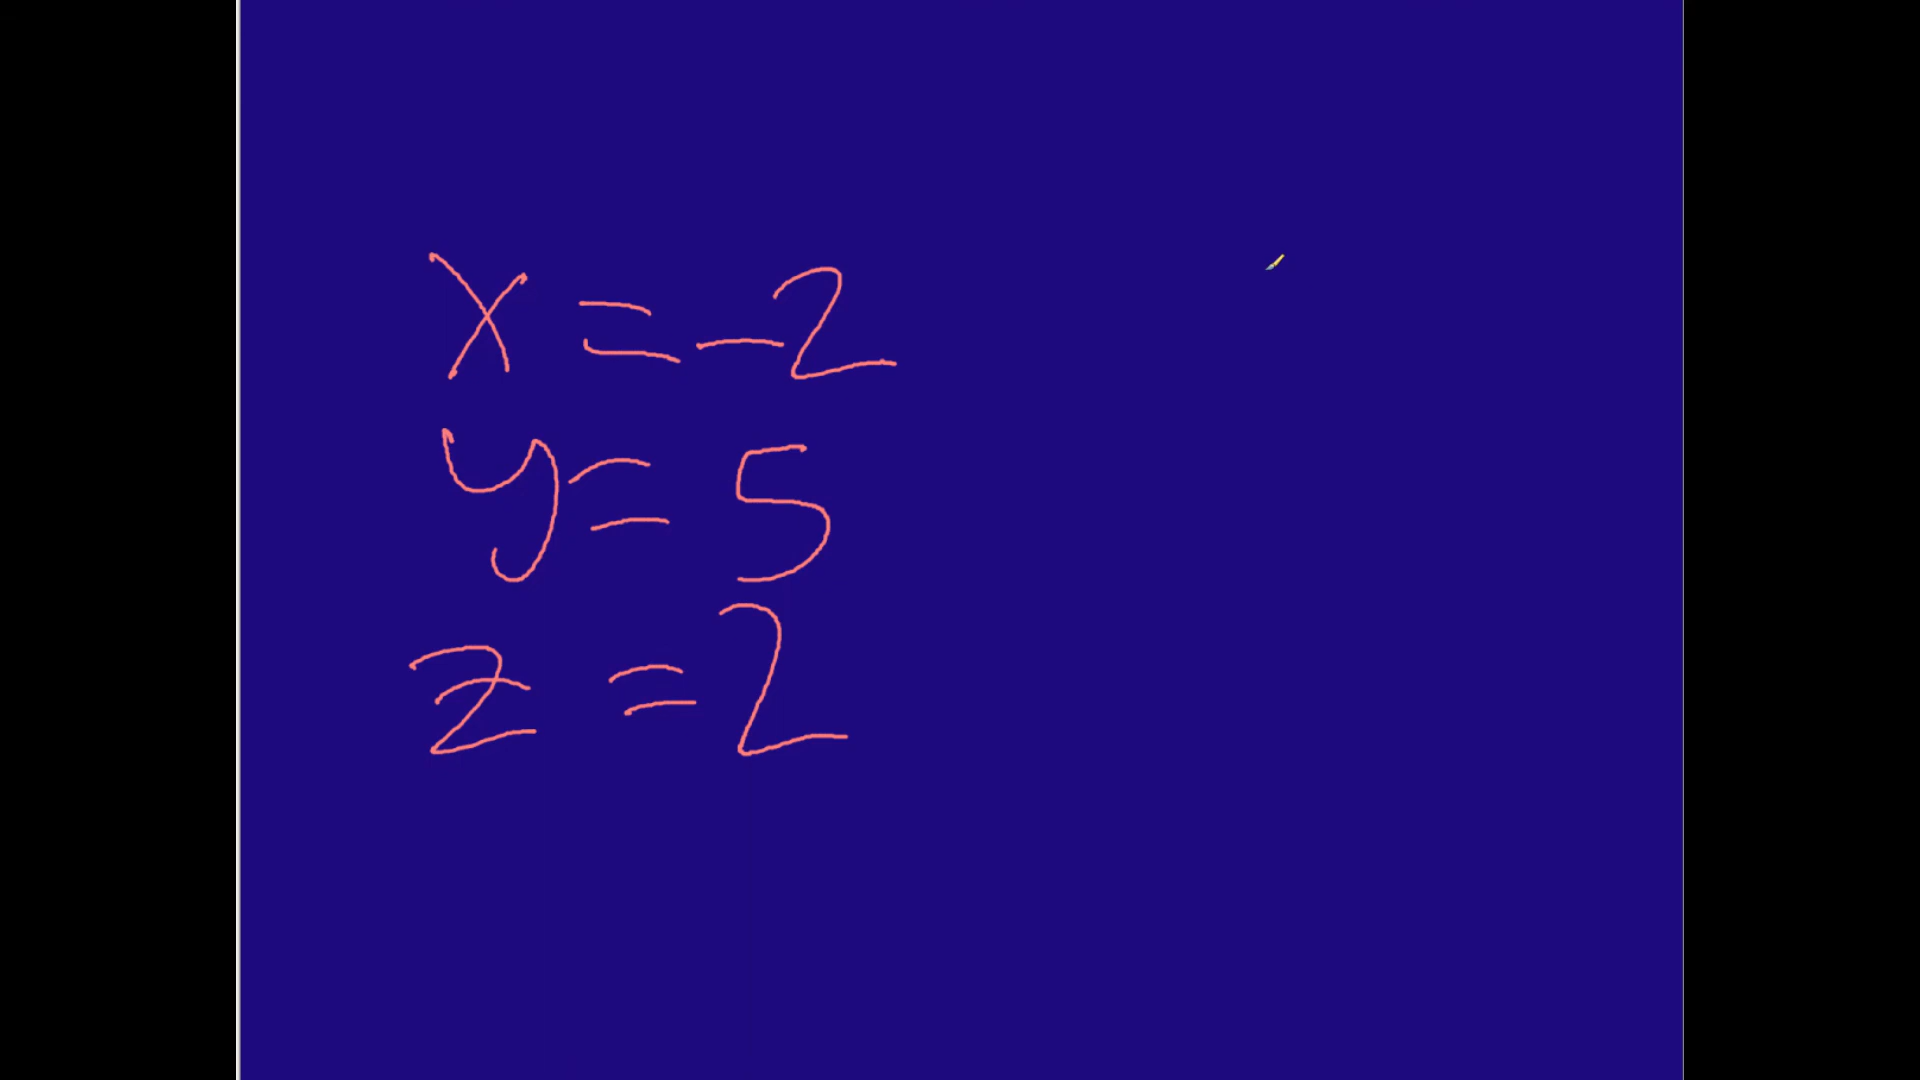 x = -2
y = 5
z = 2